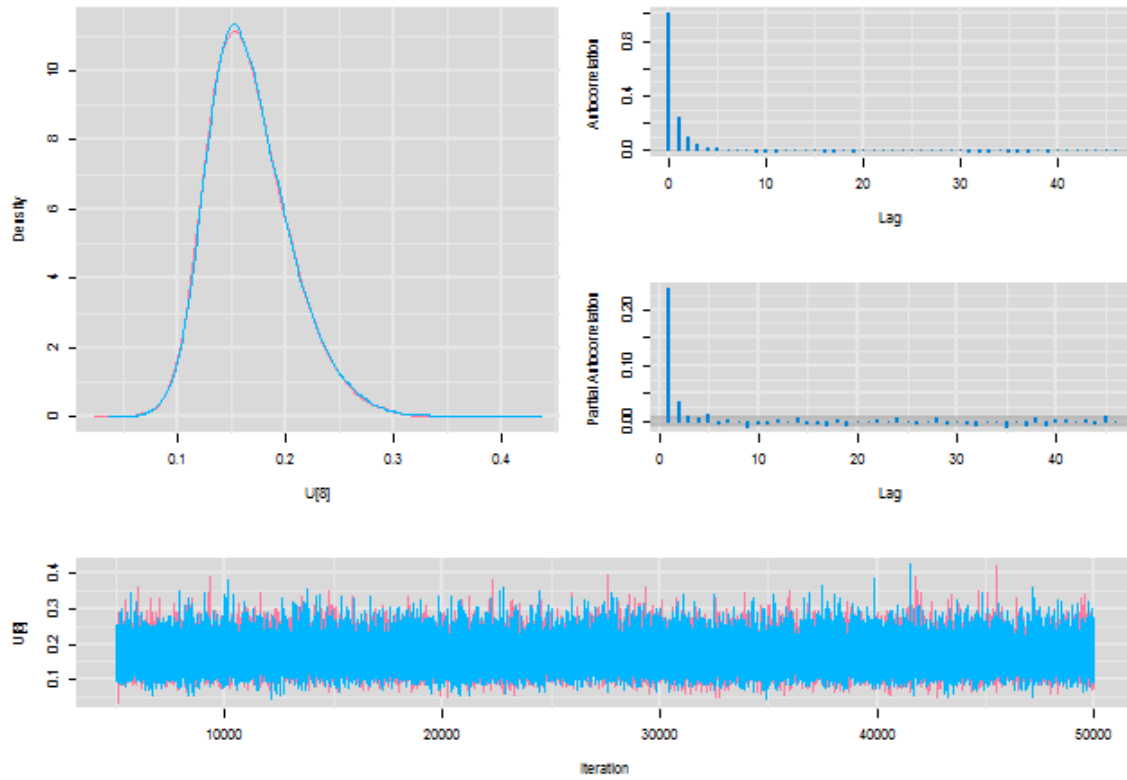 Density
0
2
4
6
8
10
0.1 0.2 0.3 0.4
U[8]
Autocorrelation
0.0 0.4 0.8
0 10 20 30 40
Lag
Partial Autocorrelation
0.00 0.10 0.20
0 10 20 30 40
Lag
U[8]
0.1 0.2 0.3 0.4
10000 20000 30000 40000 50000
Iteration